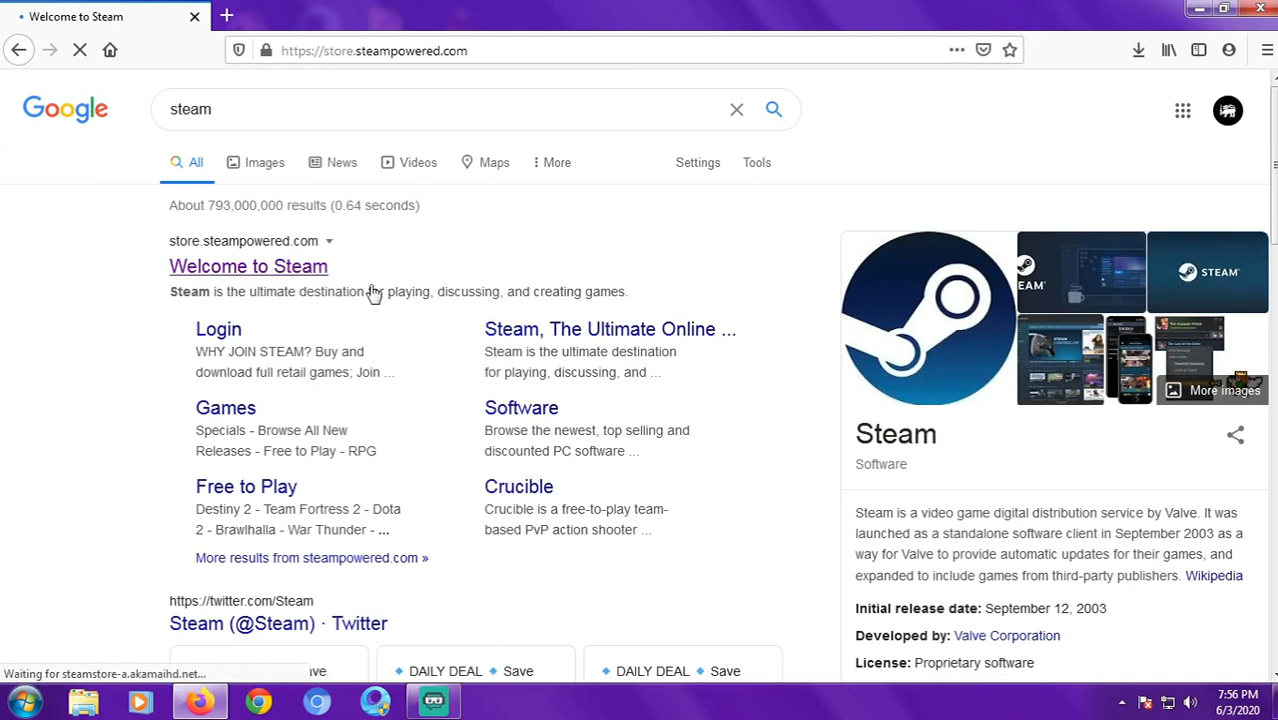 Welcome to Steam
https://store.steampowered.com
Google
steam
All
Images
News
Videos
Maps
More
Settings
Tools
About 793,000,000 results (0.64 seconds)
store.steampowered.com
Welcome to Steam
Steam is the ultimate destination for playing, discussing, and creating games.
Login
WHY JOIN STEAM? Buy and
download full retail games; Join ...
Steam, The Ultimate Online ...
Steam is the ultimate destination
for playing, discussing, and ...
Games
Specials - Browse All New
Releases - Free to Play - RPG
Software
Browse the newest, top selling and
discounted PC software ...
Free to Play
Destiny 2 - Team Fortress 2 - Dota
2 - Brawlhalla - War Thunder - ...
Crucible
Crucible is a free-to-play team-
based PvP action shooter ...
More results from steampowered.com »
https://twitter.com/Steam
Steam (@Steam) · Twitter
DAILY DEAL
Save
DAILY DEAL
Save
STEAM
More images
Steam
Software
Steam is a video game digital distribution service by Valve. It was
launched as a standalone software client in September 2003 as a
way for Valve to provide automatic updates for their games, and
expanded to include games from third-party publishers. Wikipedia
Initial release date: September 12, 2003
Developed by: Valve Corporation
License: Proprietary software
Waiting for steamstore-a.akamaihd.net...
7:56 PM
6/3/2020